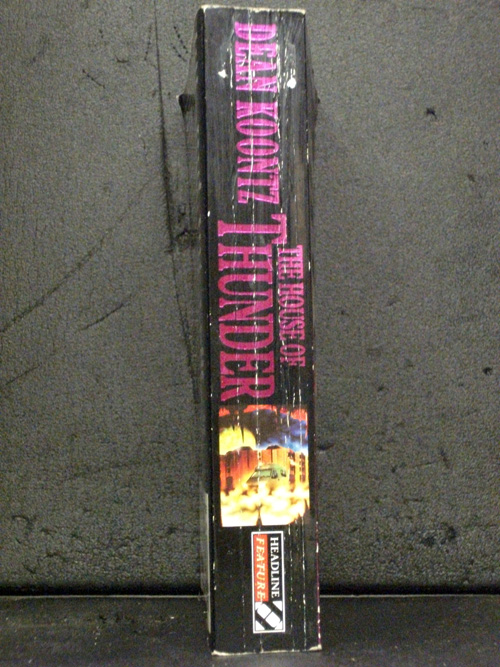 DEAN KOONTZ
THE HOUSE OF
THUNDER
HEADLINE
FEATURE